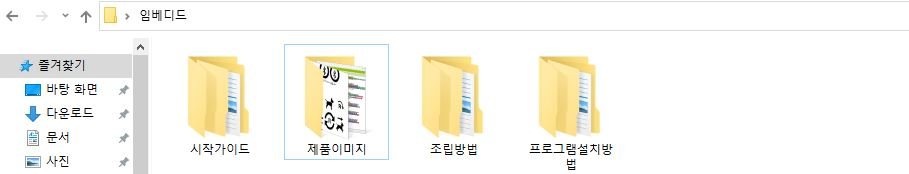 임베디드
즐겨찾기
바탕 화면
다운로드
문서
사진
시작가이드
제품이미지
조립방법
프로그램설치방
법